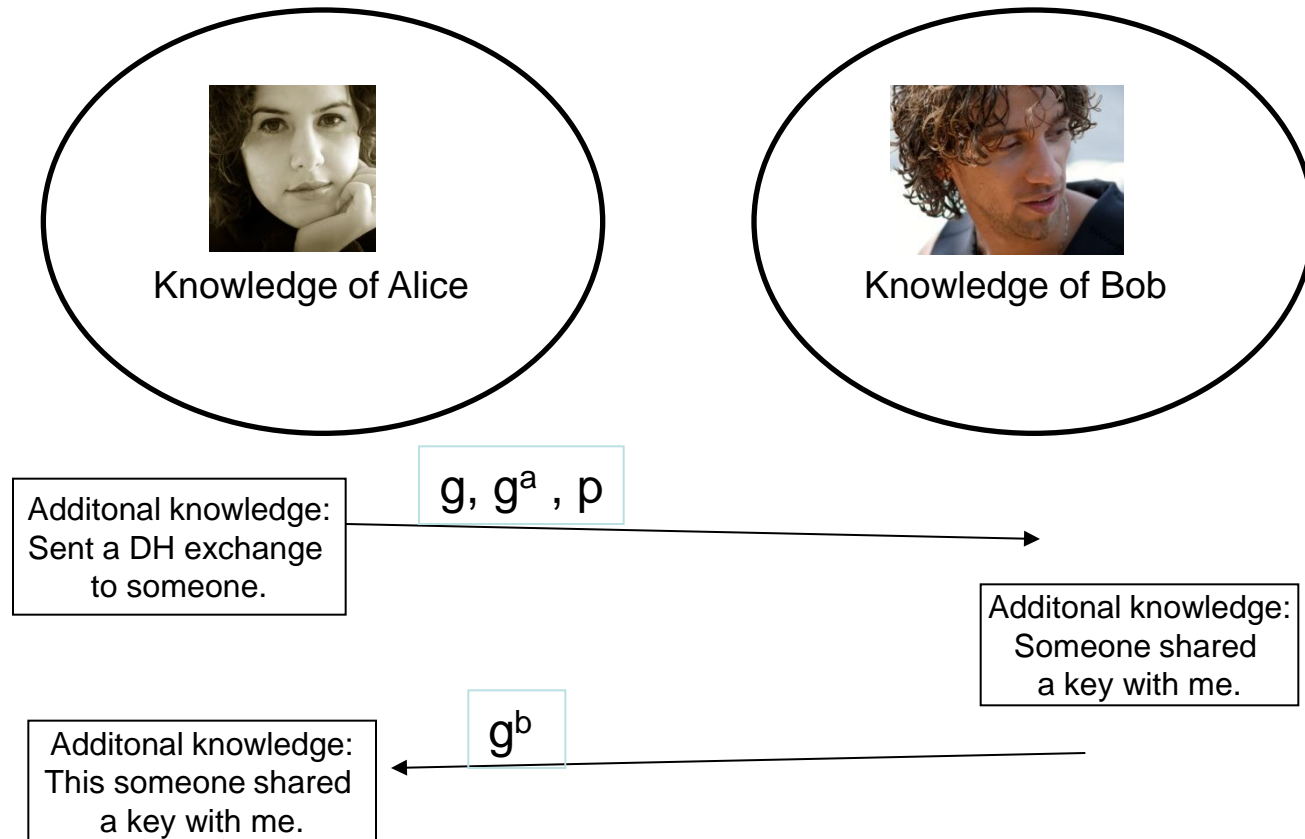 Knowledge of Alice
Knowledge of Bob
g, gᵃ , p
Additonal knowledge:
Sent a DH exchange
to someone.
Additonal knowledge:
Someone shared
a key with me.
gᵇ
Additonal knowledge:
This someone shared
a key with me.